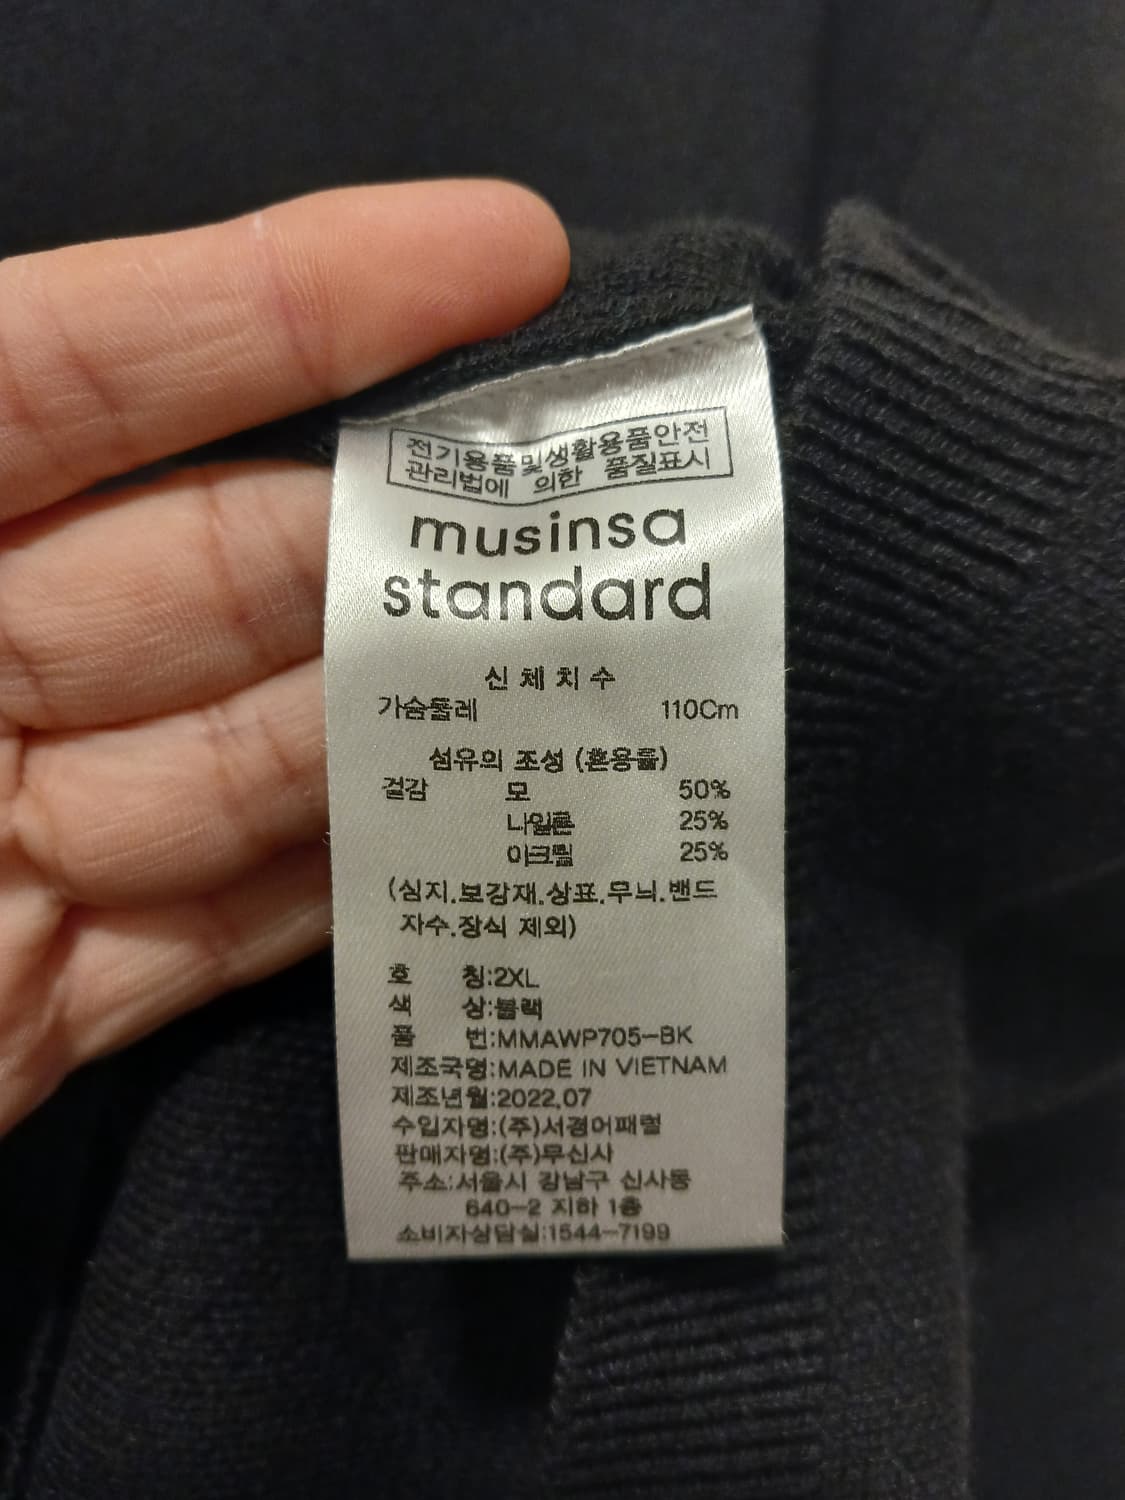 전기용품및생활용품안전
관리법에 의한 품질표시
musinsa
standard
신체치수
가슴둘레 110Cm
섬유의 조성 (혼용률)
겉감 모 50%
나일론 25%
아크릴 25%
(심지.보강재.상표.무늬.밴드
자수.장식 제외)
호 칭:2XL
색 상:블랙
품 번:MMAWP705-BK
제조국명:MADE IN VIETNAM
제조년월:2022.07
수입자명:(주)서경어패럴
판매자명:(주)무신사
주소:서울시 강남구 신사동
640-2 지하 1층
소비자상담실:1544-7199